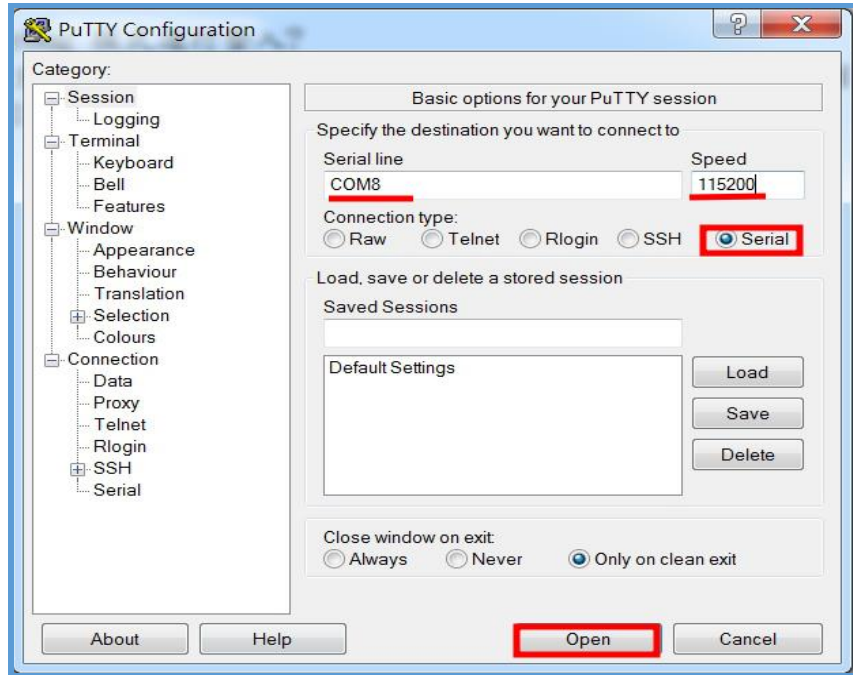 PuTTY Configuration
Category:
Session
Logging
Terminal
Keyboard
Bell
Features
Window
Appearance
Behaviour
Translation
Selection
Colours
Connection
Data
Proxy
Telnet
Rlogin
SSH
Serial
Basic options for your PuTTY session
Specify the destination you want to connect to
Serial line Speed
COM8 115200
Connection type:
Raw Telnet Rlogin SSH Serial
Load, save or delete a stored session
Saved Sessions
Default Settings
Load
Save
Delete
Close window on exit:
Always Never Only on clean exit
About Help Open Cancel